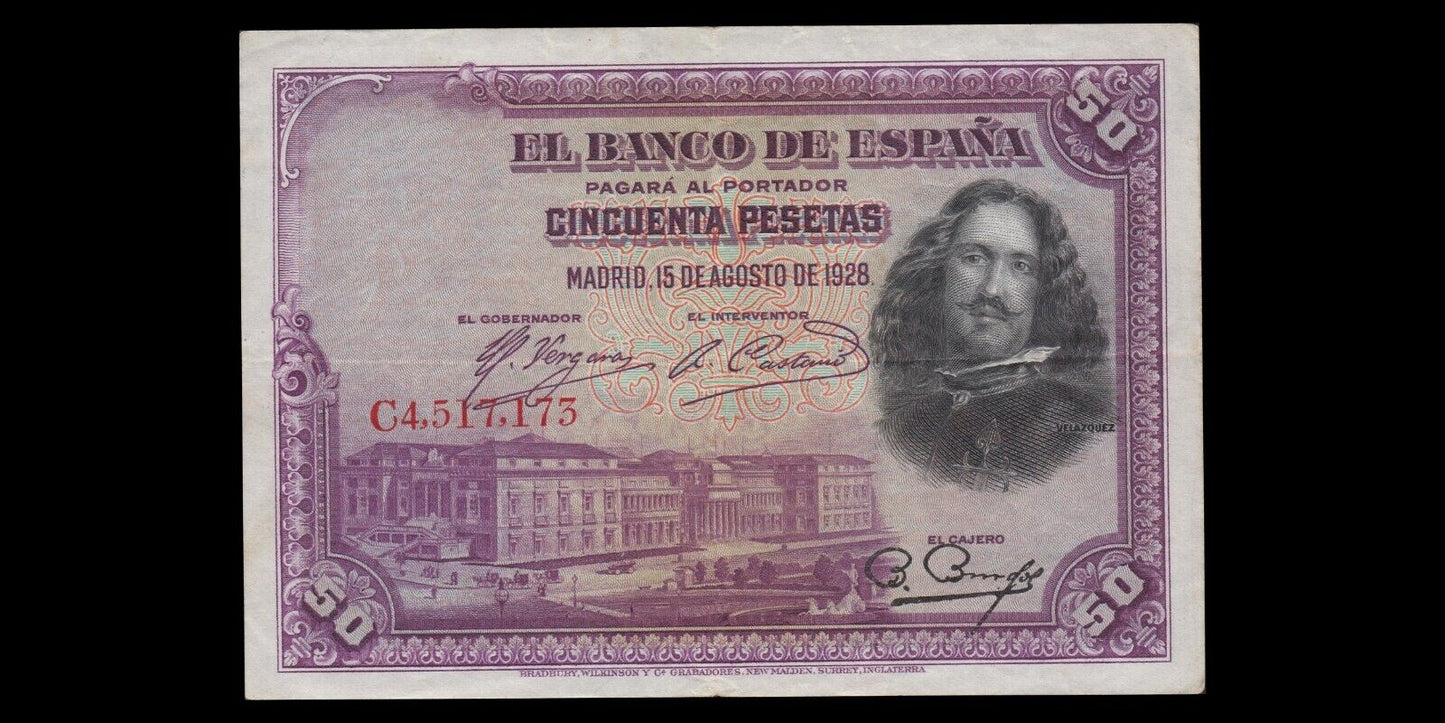 50
EL BANCO DE ESPAÑA
PAGARÁ AL PORTADOR
CINCUENTA PESETAS
MADRID, 15 DE AGOSTO DE 1928.
EL GOBERNADOR EL INTERVENTOR
C4,517,173
VELAZQUEZ
EL CAJERO
50 50
BRADBURY, WILKINSON Y Cª GRABADORES, NEW MALDEN, SURREY, INGLATERRA